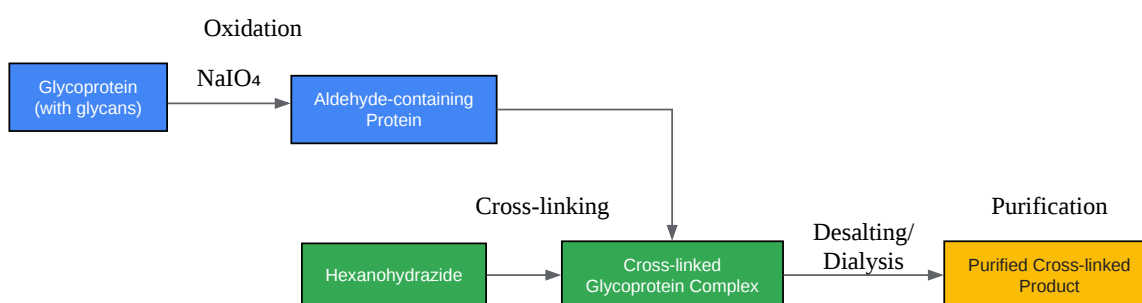 Oxidation
NaIO₄
Glycoprotein
(with glycans)
Aldehyde-containing
Protein
Cross-linking
Purification
Desalting/
Dialysis
Hexanohydrazide
Cross-linked
Glycoprotein Complex
Purified Cross-linked
Product